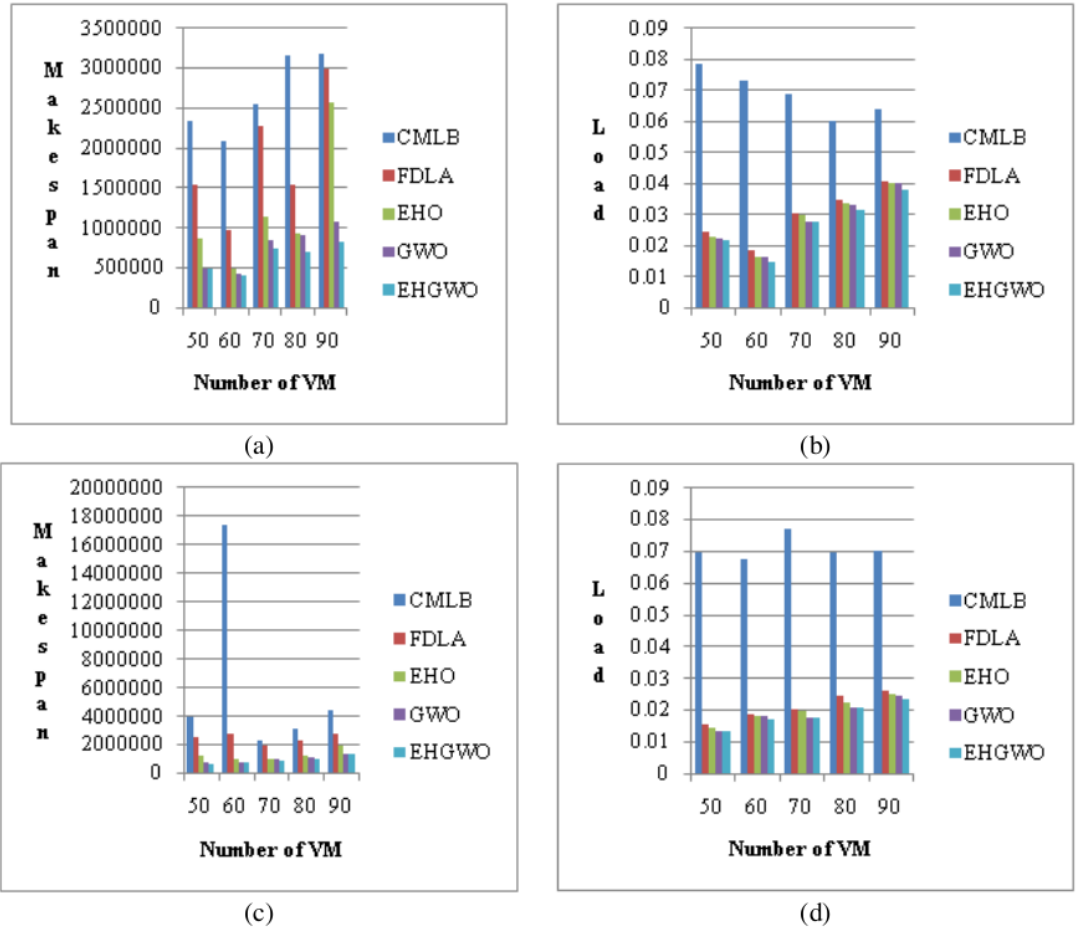 3500000
3000000
2500000
2000000
1500000
1000000
500000
0
Makespan
50 60 70 80 90
Number of VM
CMLB
FDLA
EHO
GWO
EHGWO
(a)
0.09
0.08
0.07
0.06
0.05
0.04
0.03
0.02
0.01
0
Load
50 60 70 80 90
Number of VM
CMLB
FDLA
EHO
GWO
EHGWO
(b)
20000000
18000000
16000000
14000000
12000000
10000000
8000000
6000000
4000000
2000000
0
Makespan
50 60 70 80 90
Number of VM
CMLB
FDLA
EHO
GWO
EHGWO
(c)
0.09
0.08
0.07
0.06
0.05
0.04
0.03
0.02
0.01
0
Load
50 60 70 80 90
Number of VM
CMLB
FDLA
EHO
GWO
EHGWO
(d)